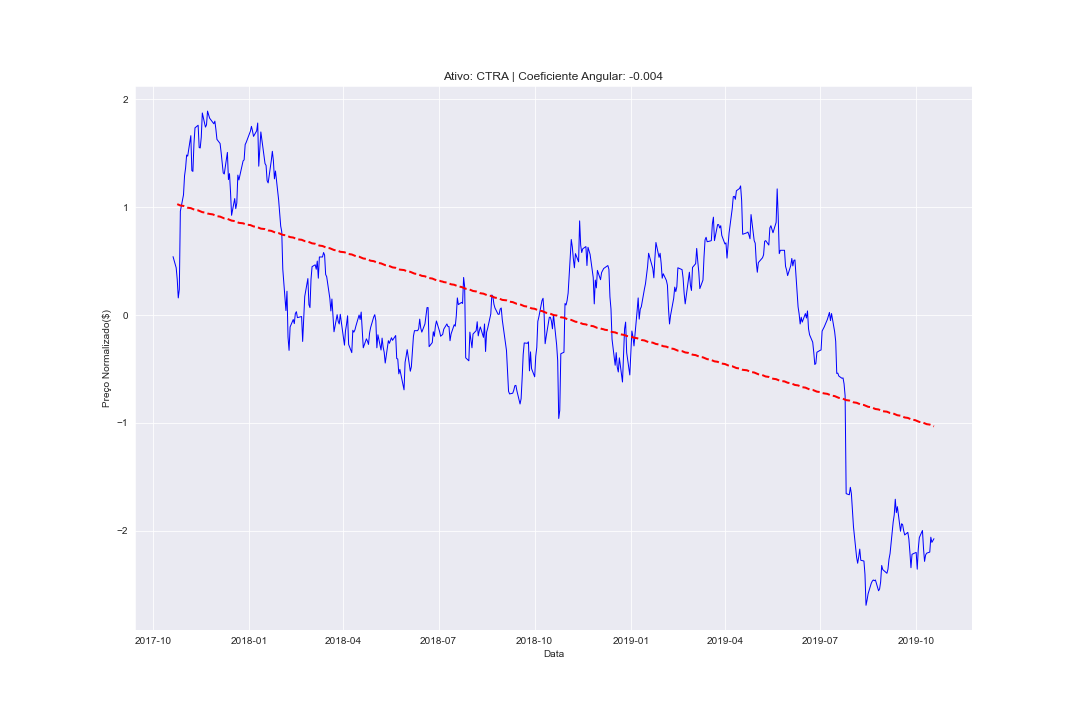 Ativo: CTRA | Coeficiente Angular: -0.004
Preço Normalizado($)
2
1
0
−1
−2
2017-10 2018-01 2018-04 2018-07 2018-10 2019-01 2019-04 2019-07 2019-10
Data